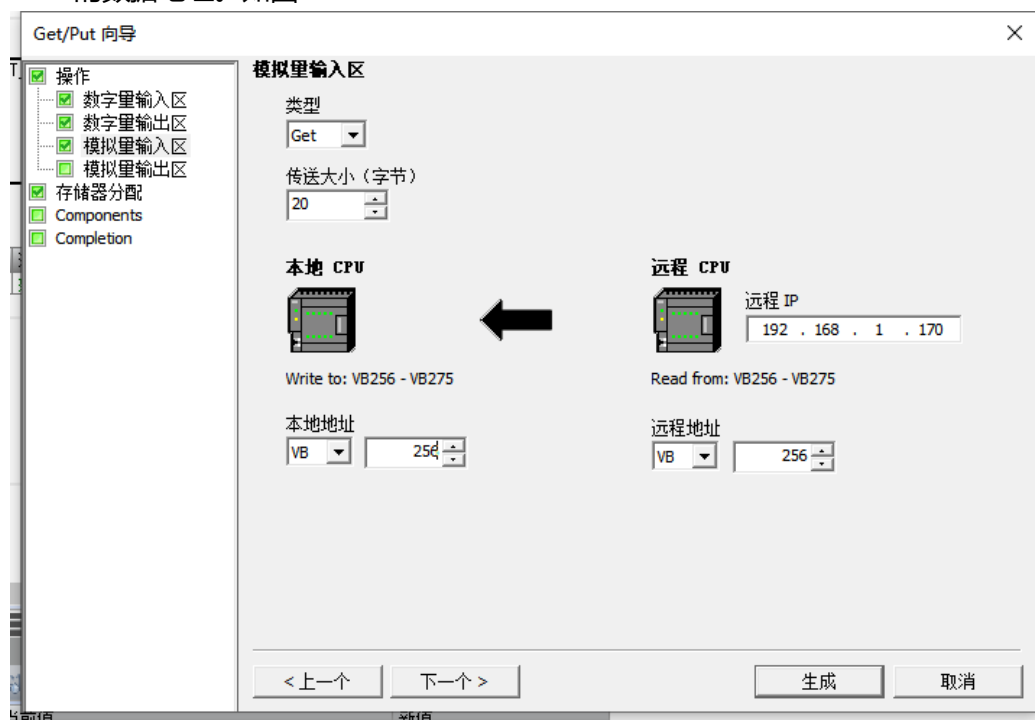 Get/Put 向导
操作
数字量输入区
数字量输出区
模拟量输入区
模拟量输出区
存储器分配
Components
Completion
模拟量输入区
类型
Get
传送大小（字节）
20
本地 CPU
远程 CPU
远程 IP
192 . 168 . 1 . 170
Write to: VB256 - VB275
Read from: VB256 - VB275
本地地址
VB 256
远程地址
VB 256
<上一个
下一个>
生成
取消